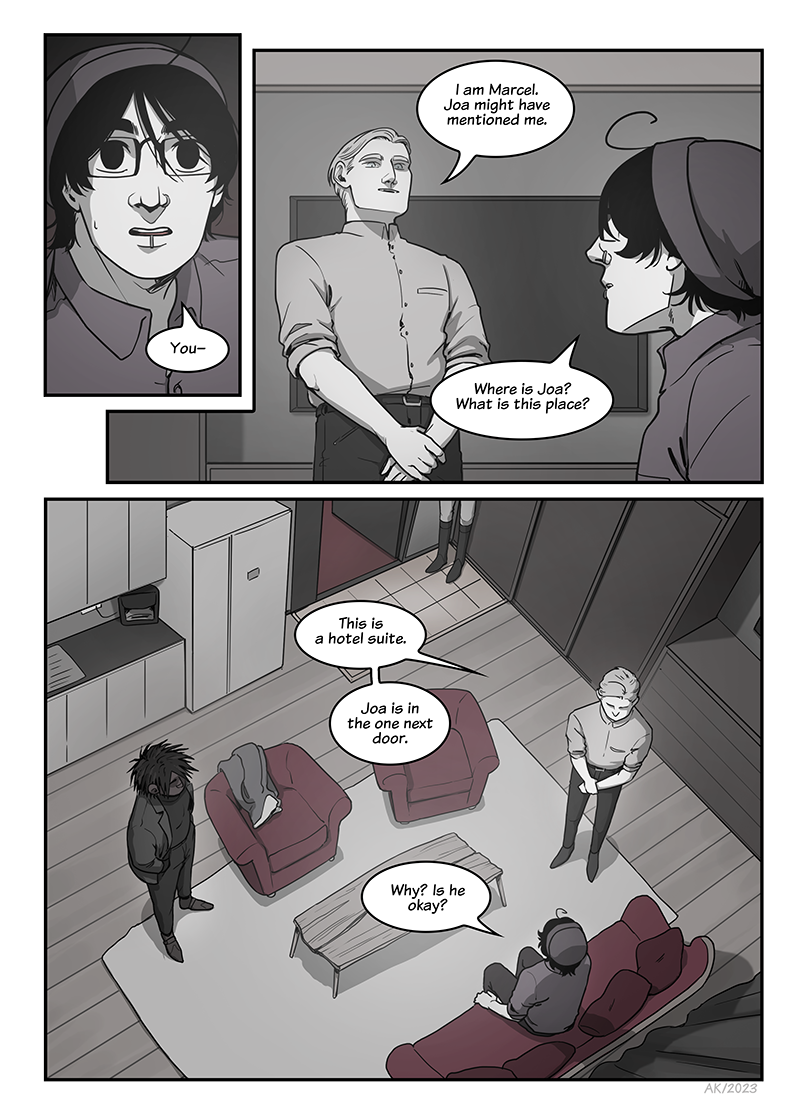 You–
I am Marcel.
Joa might have
mentioned me.
Where is Joa?
What is this place?
This is
a hotel suite.
Joa is in
the one next
door.
Why? Is he
okay?
AK/2023